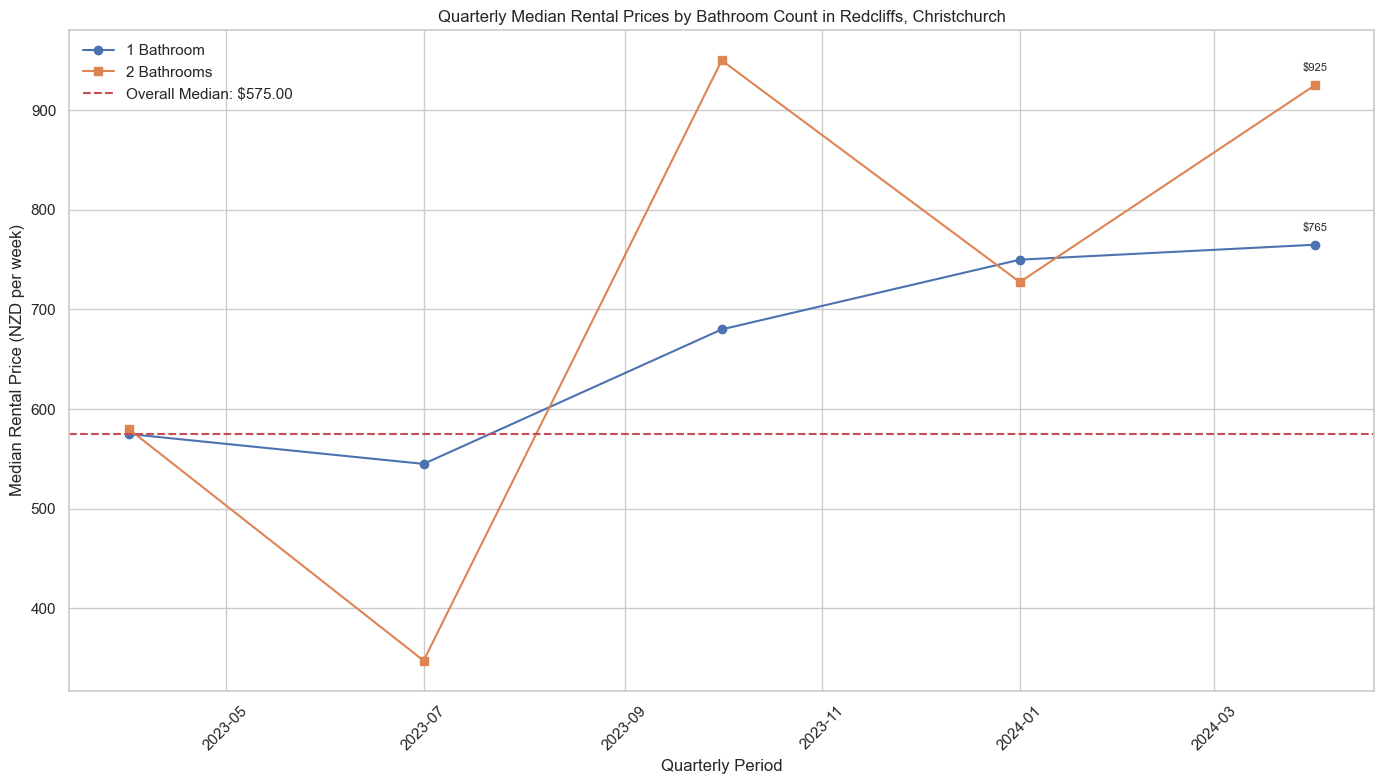 Quarterly Median Rental Prices by Bathroom Count in Redcliffs, Christchurch
1 Bathroom
2 Bathrooms
Overall Median: $575.00
$925
$765
Median Rental Price (NZD per week)
900
800
700
600
500
400
2023-05
2023-07
2023-09
2023-11
2024-01
2024-03
Quarterly Period